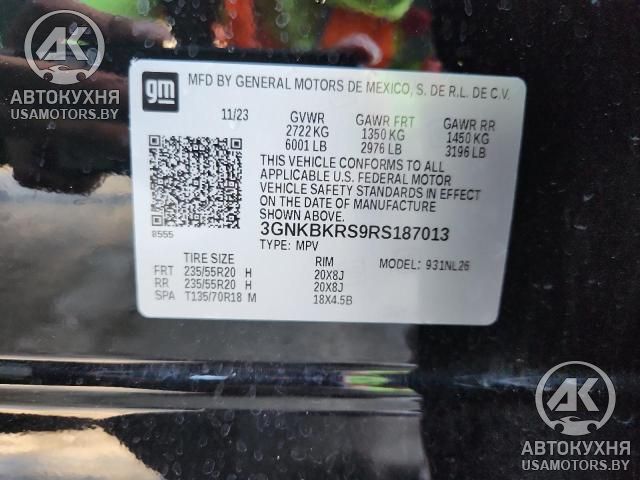 AK
АВТОКУХНЯ
USAMOTORS.BY
gm
MFD BY GENERAL MOTORS DE MEXICO, S. DE R.L. DE C.V.
11/23 GVWR GAWR FRT GAWR RR
2722 KG 1350 KG 1450 KG
6001 LB 2976 LB 3196 LB
THIS VEHICLE CONFORMS TO ALL
APPLICABLE U.S. FEDERAL MOTOR
VEHICLE SAFETY STANDARDS IN EFFECT
ON THE DATE OF MANUFACTURE
SHOWN ABOVE.
8555
3GNKBKRS9RS187013
TYPE: MPV
TIRE SIZE RIM MODEL: 931NL26
FRT 235/55R20 H 20X8J
RR 235/55R20 H 20X8J
SPA T135/70R18 M 18X4.5B
AK
АВТОКУХНЯ
USAMOTORS.BY